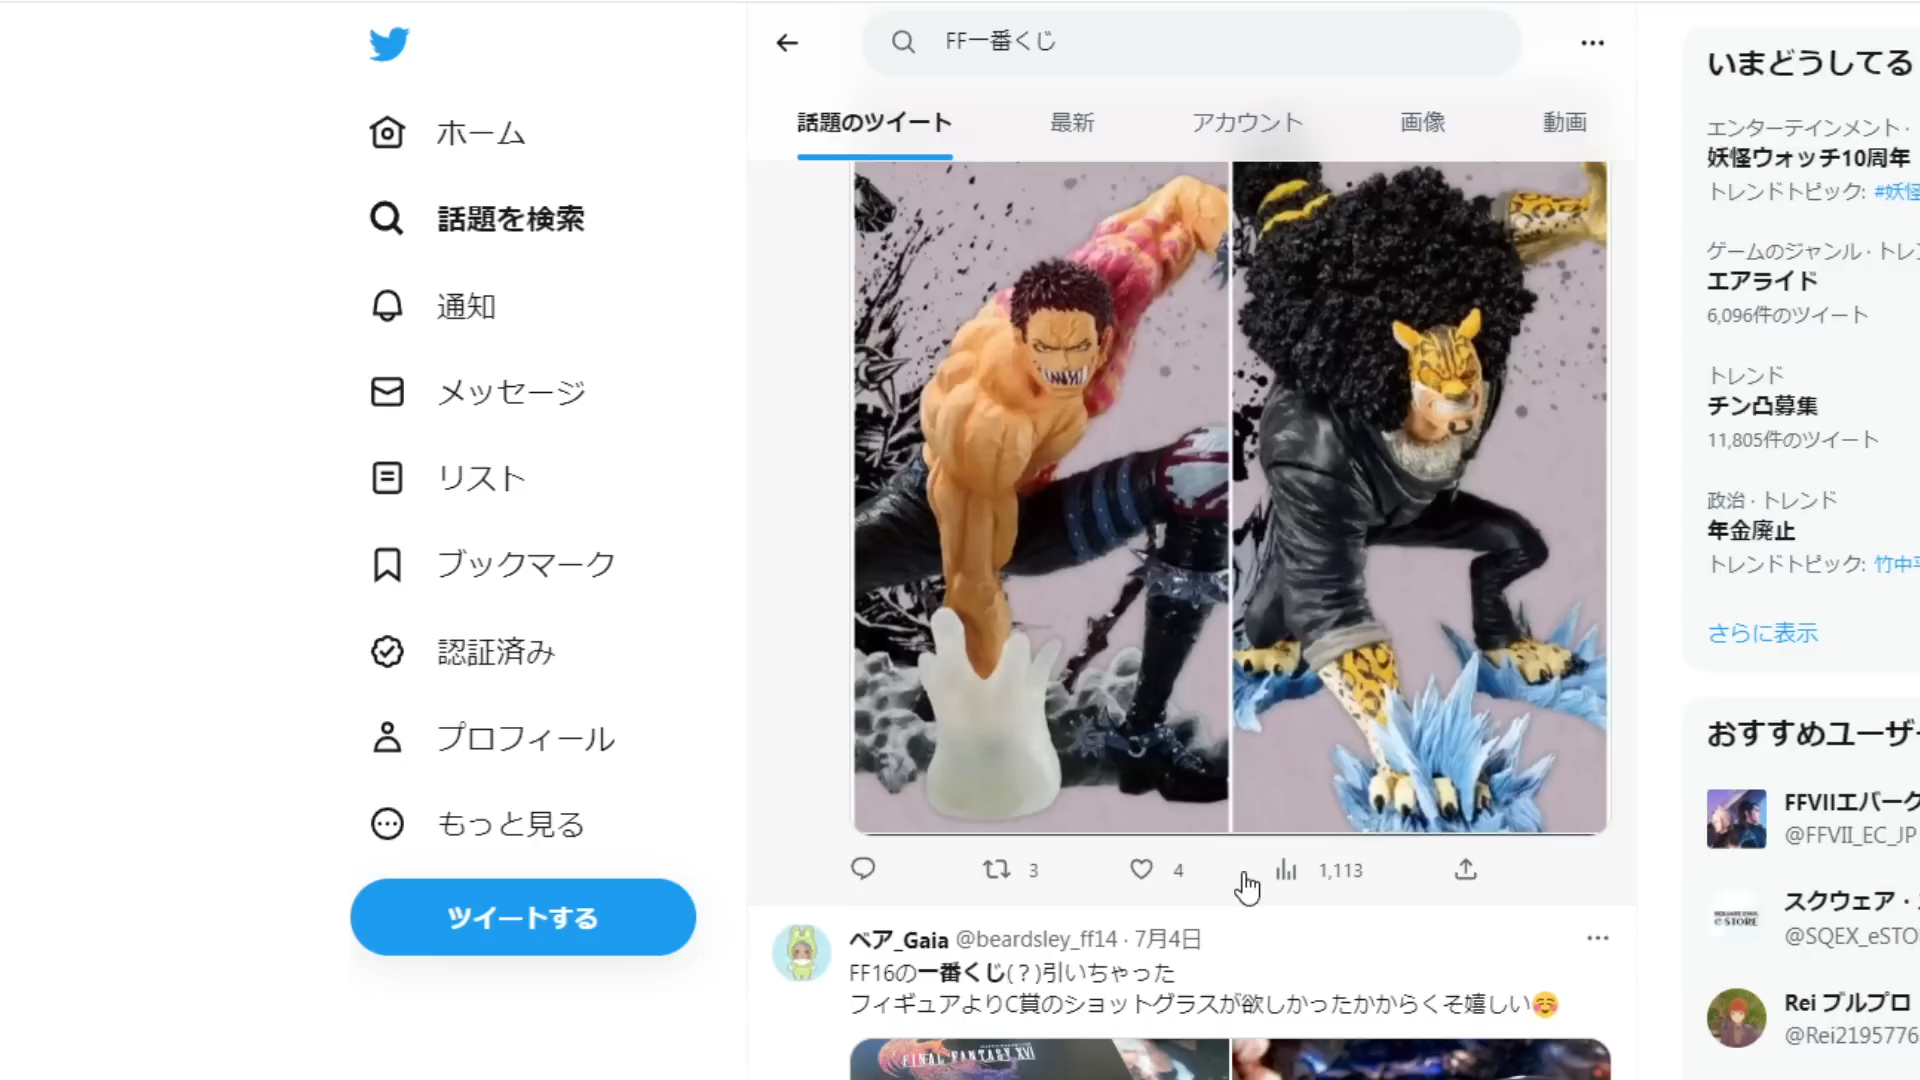 FF一番くじ
話題のツイート
最新
アカウント
画像
動画
ホーム
話題を検索
通知
メッセージ
リスト
ブックマーク
認証済み
プロフィール
もっと見る
ツイートする
3
4
1,113
ベア_Gaia @beardsley_ff14 · 7月4日
FF16の一番くじ(？)引いちゃった
フィギュアよりC賞のショットグラスが欲しかったかからくそ嬉しい
FINAL FANTASY XVI
いまどうしてる
エンターテインメント ·
妖怪ウォッチ10周年
トレンドトピック: #妖怪
ゲームのジャンル · トレン
エアライド
6,096件のツイート
トレンド
チン凸募集
11,805件のツイート
政治 · トレンド
年金廃止
トレンドトピック: 竹中平
さらに表示
おすすめユーザー
FFVIIエバーク
@FFVII_EC_JP
SQUARE ENIX
e-STORE
スクウェア・
@SQEX_eSTO
Rei ブルプロ
@Rei2195776